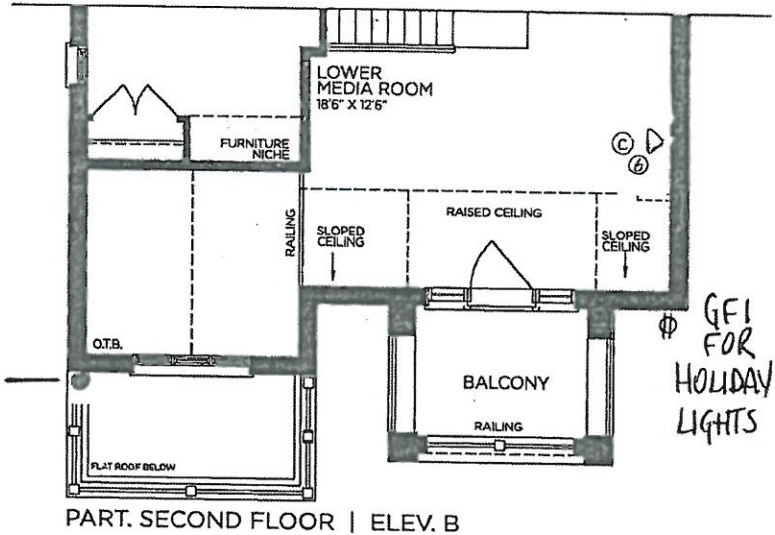 LOWER
MEDIA ROOM
18'6" X 12'6"
FURNITURE
NICHE
C
6
RAILING
SLOPED
CEILING
RAISED CEILING
SLOPED
CEILING
GFI
FOR
HOLIDAY
LIGHTS
O.T.B.
BALCONY
RAILING
FLAT ROOF BELOW
PART. SECOND FLOOR | ELEV. B